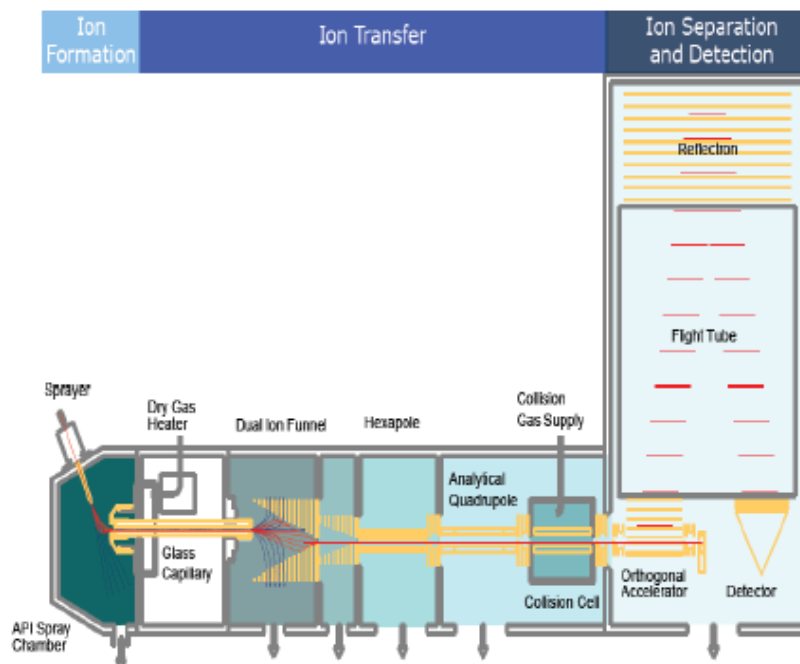 Ion
Formation
Ion Transfer
Ion Separation
and Detection
Reflectron
Flight Tube
Sprayer
Dry Gas
Heater
Dual Ion Funnel
Hexapole
Collision
Gas Supply
Analytical
Quadrupole
Glass
Capillary
Collision Cell
Orthogonal
Accelerator
Detector
API Spray
Chamber